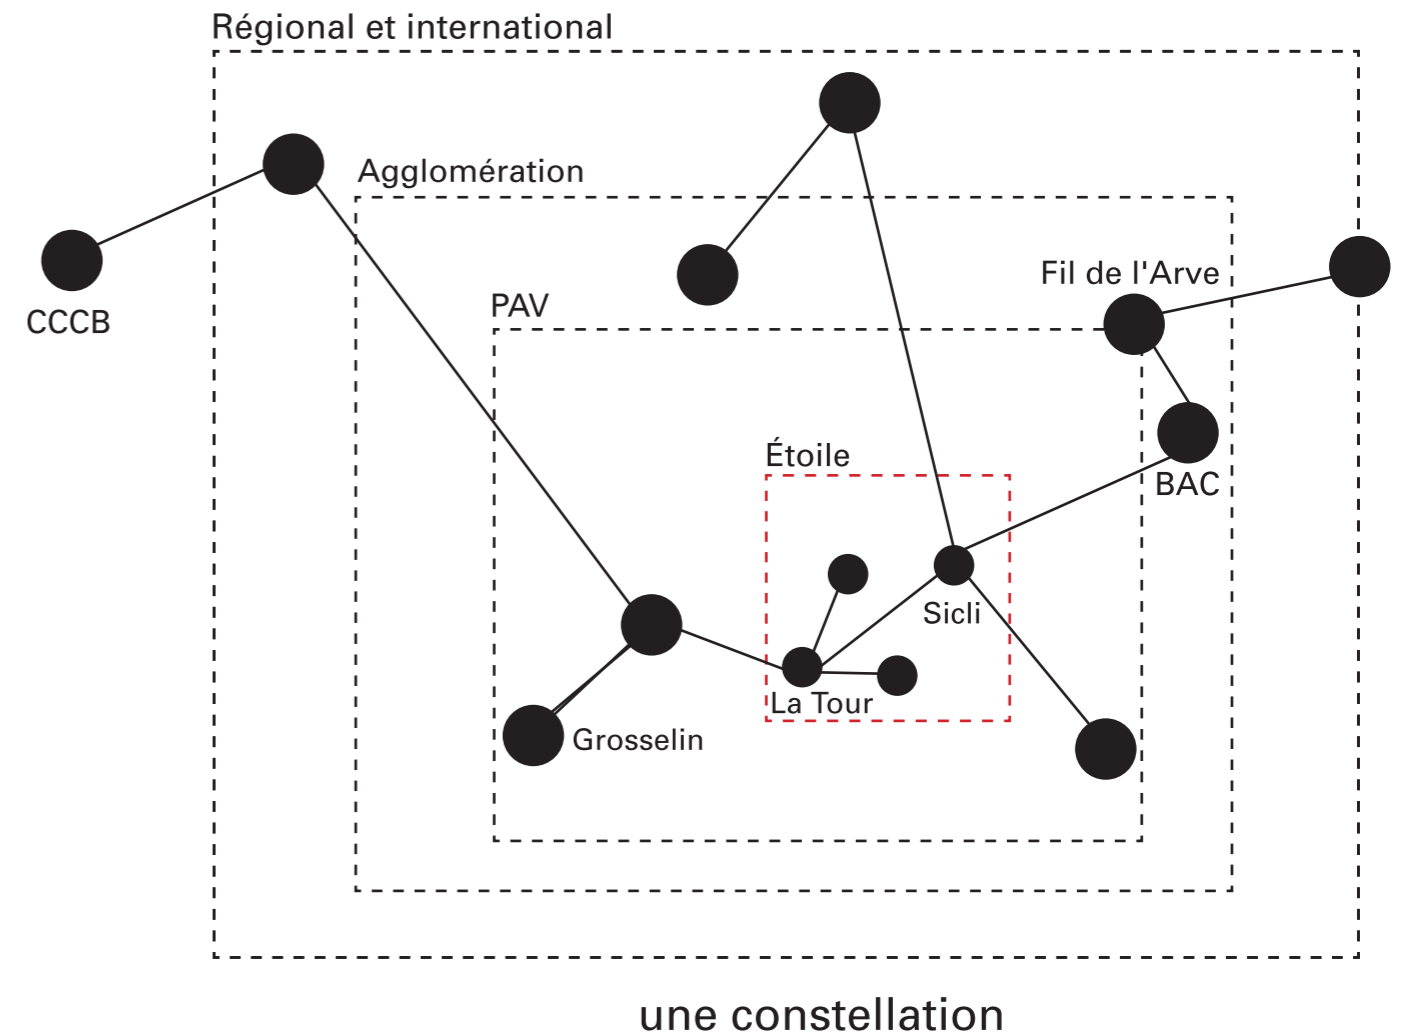 Régional et international
Agglomération
Fil de l'Arve
PAV
CCCB
Étoile
BAC
Sicli
La Tour
Grosselin
une constellation